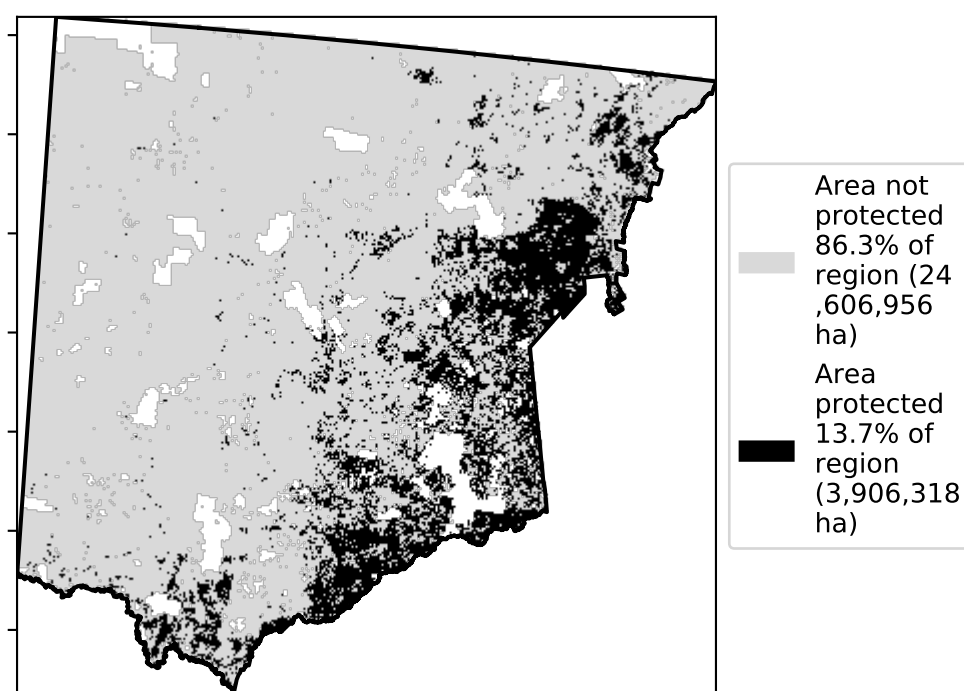 Area not
protected
86.3% of
region (24
,606,956
ha)
Area
protected
13.7% of
region
(3,906,318
ha)